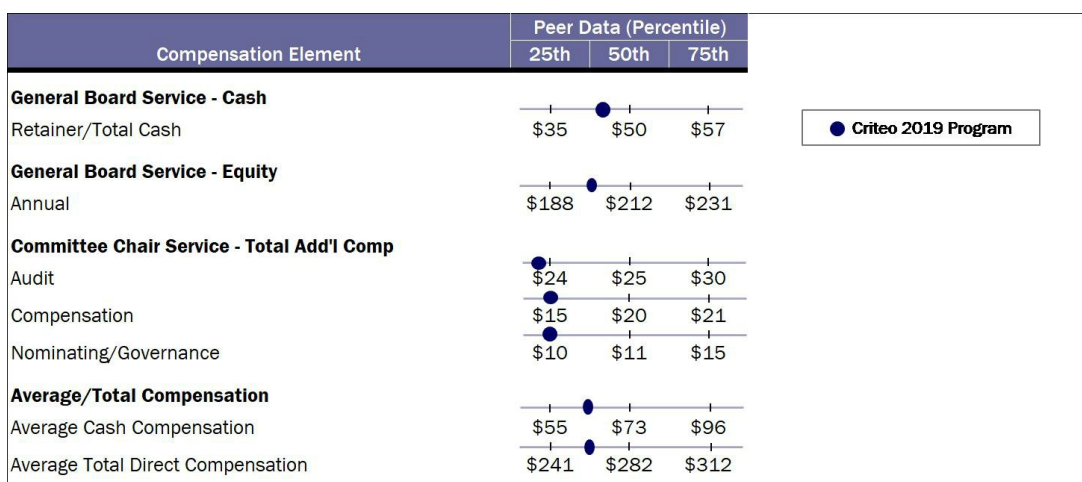 Peer Data (Percentile)
Compensation Element 25th 50th 75th
General Board Service - Cash
Retainer/Total Cash $35 $50 $57
Criteo 2019 Program
General Board Service - Equity
Annual $188 $212 $231
Committee Chair Service - Total Add'l Comp
Audit $24 $25 $30
Compensation $15 $20 $21
Nominating/Governance $10 $11 $15
Average/Total Compensation
Average Cash Compensation $55 $73 $96
Average Total Direct Compensation $241 $282 $312